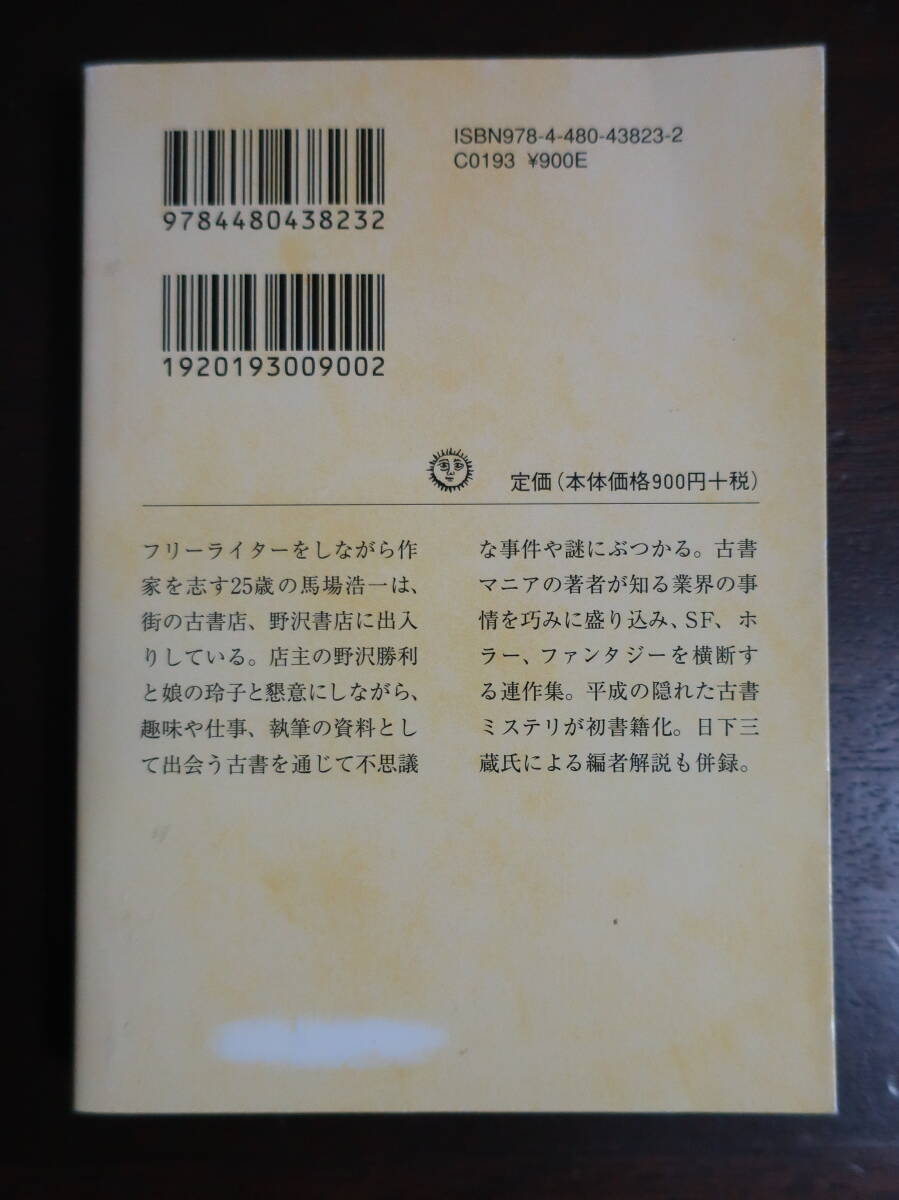 ISBN978-4-480-43823-2
C0193 ¥900E
9784480438232
1920193009002
定価(本体価格900円+税)
フリーライターをしながら作
家を志す25歳の馬場浩一は、
街の古書店、野沢書店に出入
りしている。店主の野沢勝利
と娘の玲子と懇意にしながら、
趣味や仕事、執筆の資料とし
て出会う古書を通じて不思議
な事件や謎にぶつかる。古書
マニアの著者が知る業界の事
情を巧みに盛り込み、SF、ホ
ラー、ファンタジーを横断す
る連作集。平成の隠れた古書
ミステリが初書籍化。日下三
蔵氏による編者解説も併録。